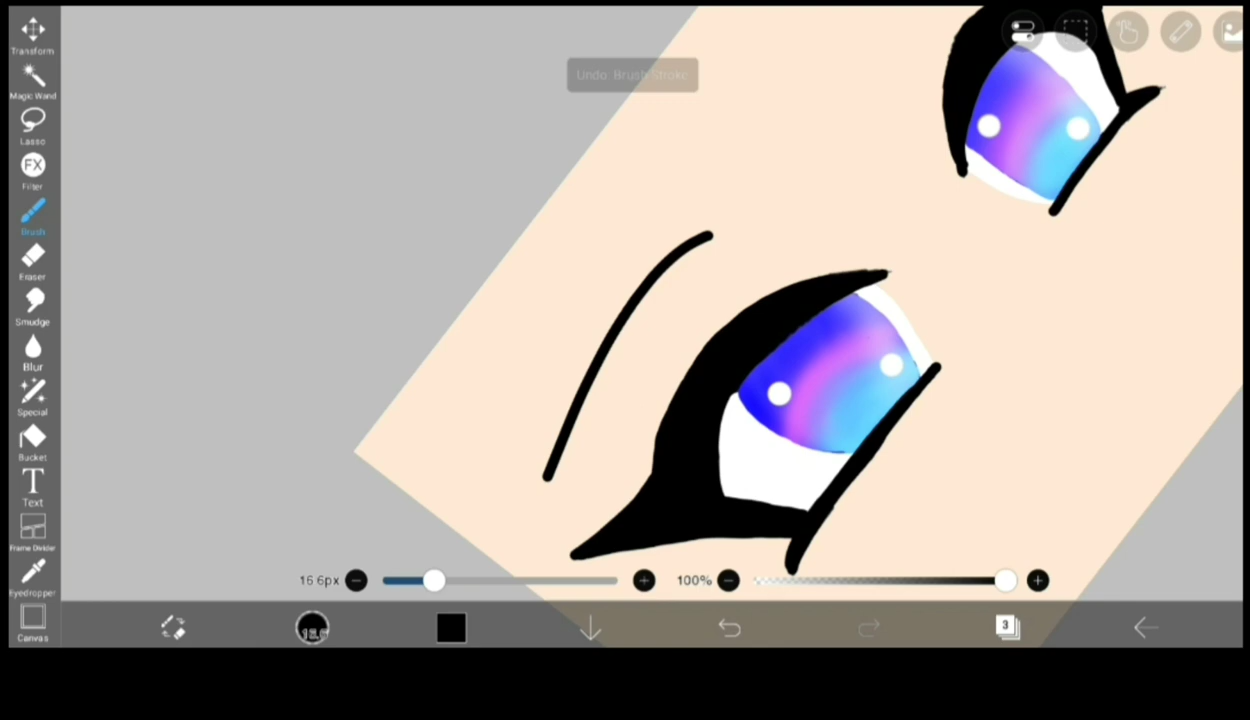 Transform
Magic Wand
Lasso
FX
Filter
Brush
Eraser
Smudge
Blur
Special
Bucket
T
Text
Frame Divider
Eyedropper
Canvas
Undo: Brush Stroke
16 6px
100%
3